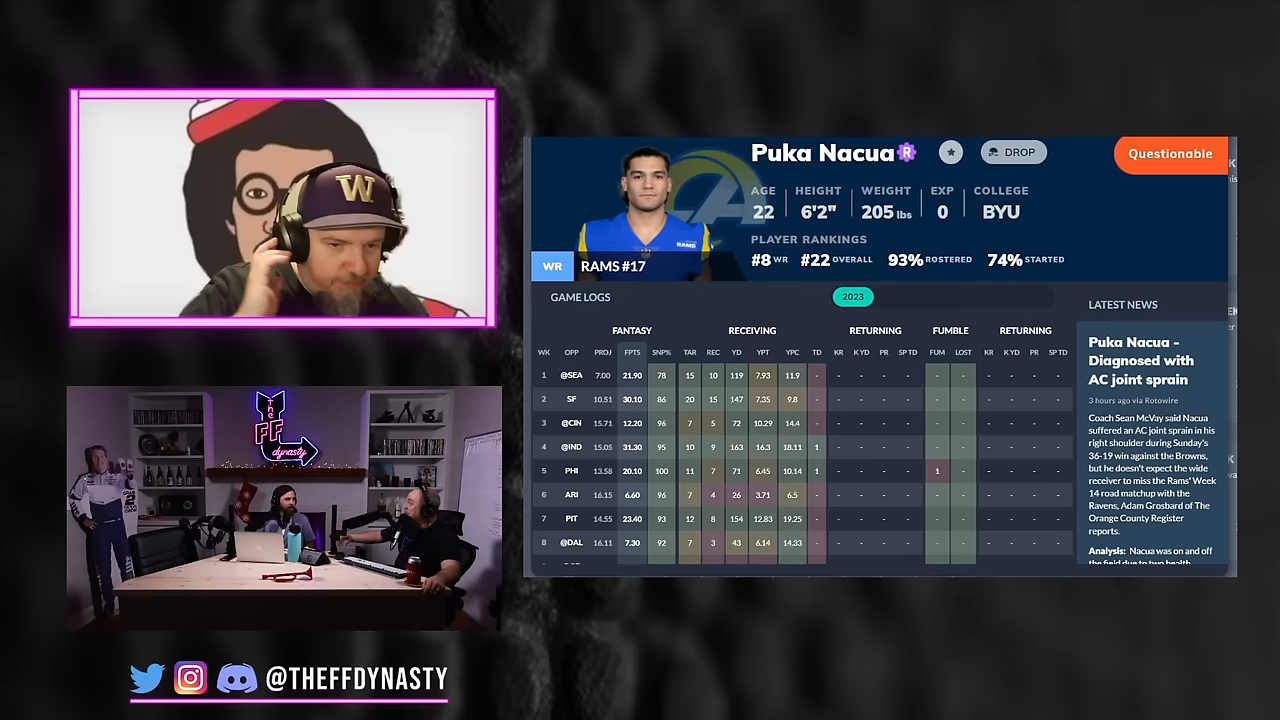 W
the
FF
dynasty
@THEFFDYNASTY
Puka Nacua R
DROP
Questionable
AGE HEIGHT WEIGHT EXP COLLEGE
22 6'2" 205 lbs 0 BYU
PLAYER RANKINGS
#8 WR #22 OVERALL 93% ROSTERED 74% STARTED
RAMS
WR RAMS #17
GAME LOGS 2023
FANTASY RECEIVING RETURNING FUMBLE RETURNING
WK OPP PROJ FPTS SNP% TAR REC YD YPT YPC TD KR KYD PR SPTD FUM LOST KR KYD PR SPTD
1 @SEA 7.00 21.90 78 15 10 119 7.93 11.9 - - - - - - - - - - -
2 SF 10.51 30.10 86 20 15 147 7.35 9.8 - - - - - - - - - - -
3 @CIN 15.71 12.20 96 7 5 72 10.29 14.4 - - - - - - - - - - -
4 @IND 15.05 31.30 95 10 9 163 16.3 18.11 1 - - - - - - - - - -
5 PHI 13.58 20.10 100 11 7 71 6.45 10.14 1 - - - - 1 - - - - -
6 ARI 16.15 6.60 96 7 4 26 3.71 6.5 - - - - - - - - - - -
7 PIT 14.55 23.40 93 12 8 154 12.83 19.25 - - - - - - - - - - -
8 @DAL 16.11 7.30 92 7 3 43 6.14 14.33 - - - - - - - - - - -
LATEST NEWS
Puka Nacua -
Diagnosed with
AC joint sprain
3 hours ago via Rotowire
Coach Sean McVay said Nacua
suffered an AC joint sprain in his
right shoulder during Sunday's
36-19 win against the Browns,
but he doesn't expect the wide
receiver to miss the Rams' Week
14 road matchup with the
Ravens, Adam Grosbard of The
Orange County Register
reports.
Analysis: Nacua was on and off
the field due to two health